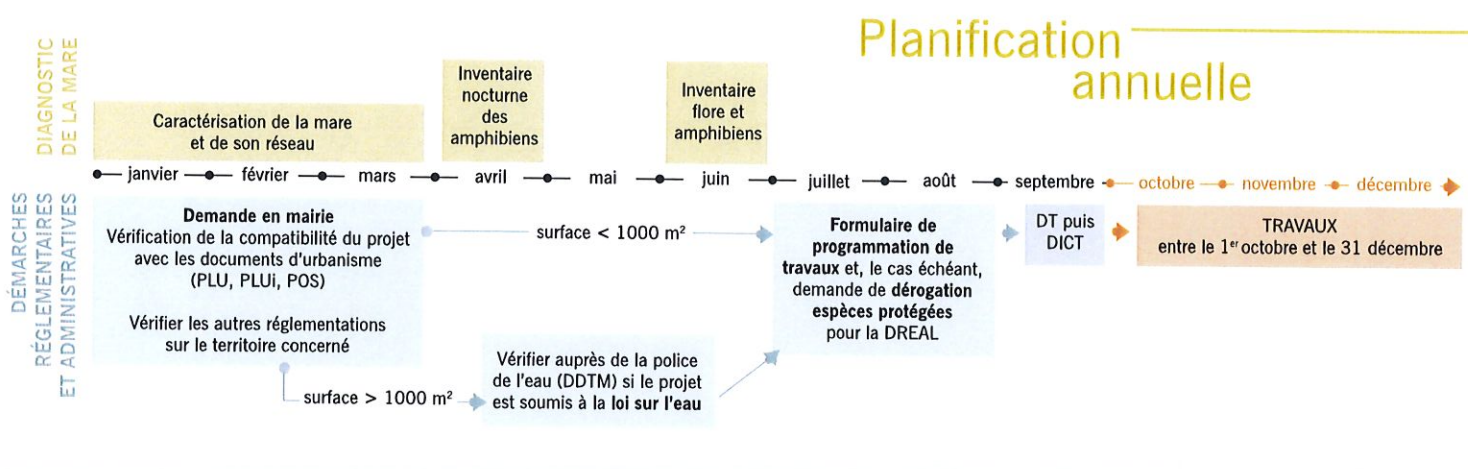 Planification
annuelle
DIAGNOSTIC
DE LA MARE
Caractérisation de la mare
et de son réseau
Inventaire
nocturne
des
amphibiens
Inventaire
flore et
amphibiens
janvier février mars avril mai juin juillet août septembre octobre novembre décembre
DÉMARCHES
RÉGLEMENTAIRES
ET ADMINISTRATIVES
Demande en mairie
Vérification de la compatibilité du projet
avec les documents d'urbanisme
(PLU, PLUi, POS)
Vérifier les autres réglementations
sur le territoire concerné
surface < 1000 m²
surface > 1000 m²
Vérifier auprès de la police
de l'eau (DDTM) si le projet
est soumis à la loi sur l'eau
Formulaire de
programmation de
travaux et, le cas échéant,
demande de dérogation
espèces protégées
pour la DREAL
DT puis
DICT
TRAVAUX
entre le 1er octobre et le 31 décembre